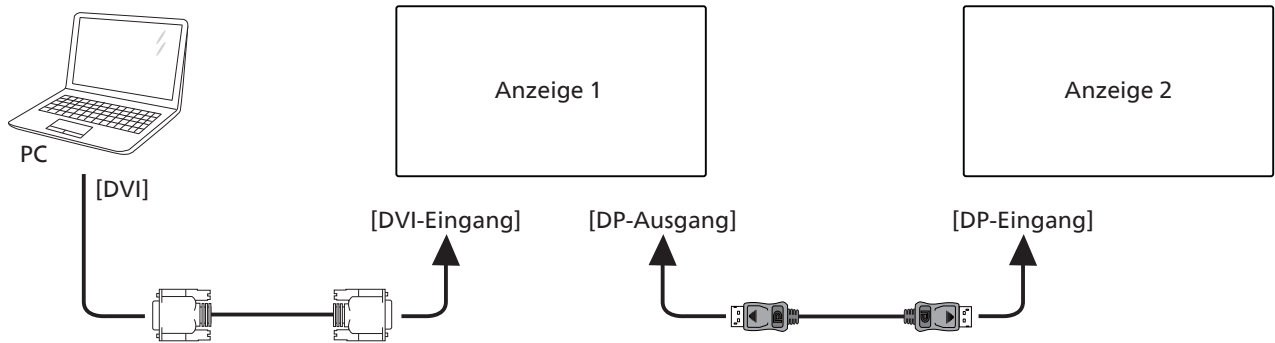 Anzeige 1
Anzeige 2
PC
[DVI]
[DVI-Eingang]
[DP-Ausgang]
[DP-Eingang]